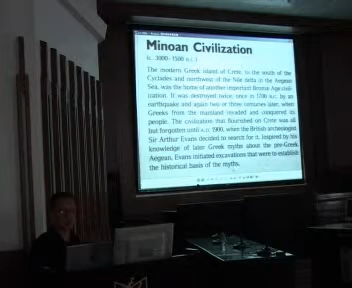 Minoan Civilization
(c. 3000-1500 B.C.)
The modern Greek island of Crete, to the south of the
Cyclades and northwest of the Nile delta in the Aegean
Sea, was the home of another important Bronze Age civili-
zation. It was destroyed twice, once in 1700 B.C. by an
earthquake and again two or three centuries later, when
Greeks from the mainland invaded and conquered its
people. The civilization that flourished on Crete was all
but forgotten until A.D. 1900, when the British archeologist
Sir Arthur Evans decided to search for it. Inspired by his
knowledge of later Greek myths about the pre-Greek
Aegean, Evans initiated excavations that were to establish
the historical basis of the myths.